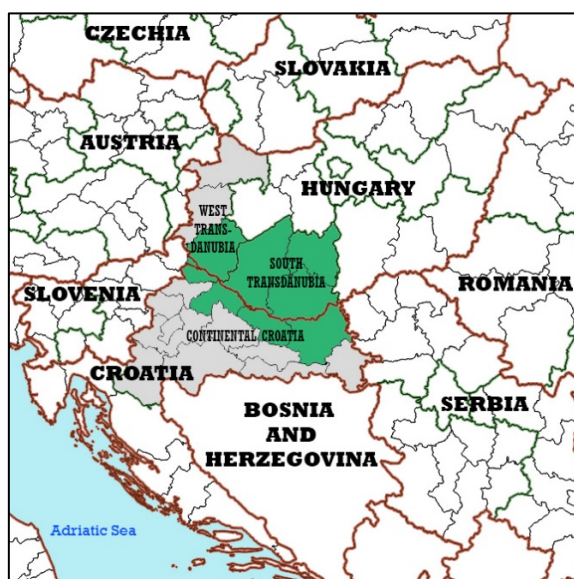 CZECHIA
SLOVAKIA
AUSTRIA
HUNGARY
WEST
TRANS-
DANUBIA
SOUTH
TRANSDANUBIA
ROMANIA
SLOVENIA
CONTINENTAL CROATIA
CROATIA
SERBIA
BOSNIA
AND
HERZEGOVINA
Adriatic Sea